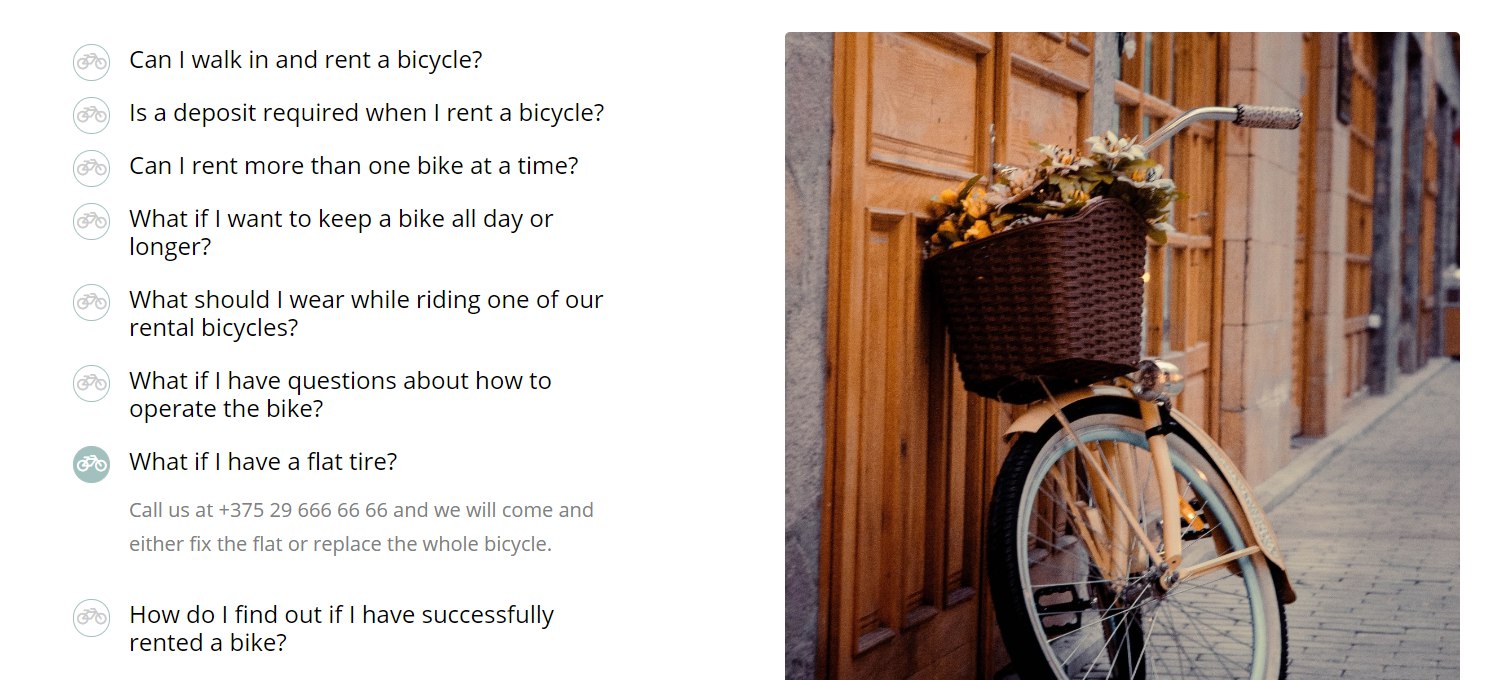 Can I walk in and rent a bicycle?
Is a deposit required when I rent a bicycle?
Can I rent more than one bike at a time?
What if I want to keep a bike all day or
longer?
What should I wear while riding one of our
rental bicycles?
What if I have questions about how to
operate the bike?
What if I have a flat tire?
Call us at +375 29 666 66 66 and we will come and
either fix the flat or replace the whole bicycle.
How do I find out if I have successfully
rented a bike?